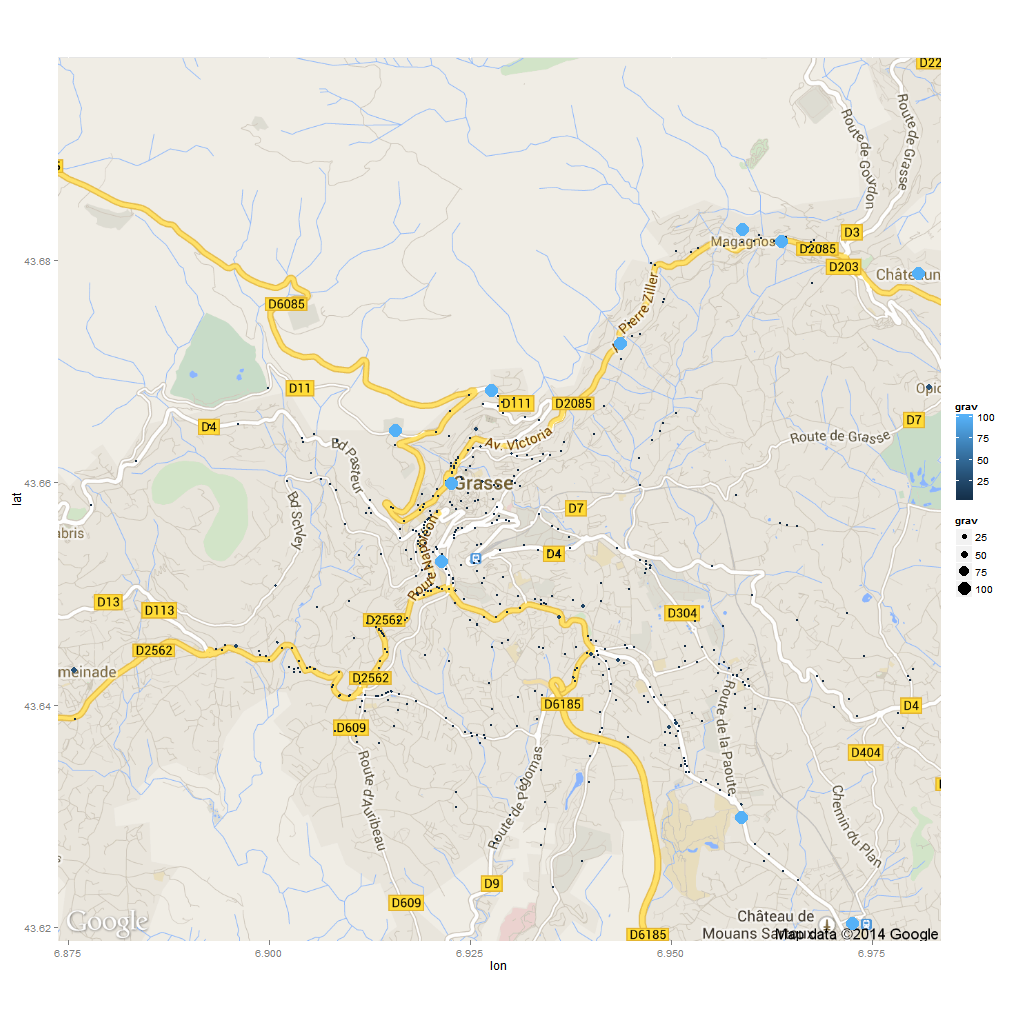 D22
Route de Gourdon
Route de Grasse
D3
Magagnos
D2085
D203
43.68
D6085
Pierre Ziller
D11
D111
D2085
D4
D7
Av. Victoria
Route de Grasse
Bd Pasteur
43.66
Grasse
lat
Bd Schley
D7
abris
Route Napoléon
D4
D13
D113
D2562
D304
D2562
meinade
D2562
D6185
D4
43.64
D609
Route de la Paoute
D404
Route d'Auribeau
Route de Pégomas
Chemin du Plan
D9
D609
Google
Château de
Mouans Sartoux
Map data ©2014 Google
D6185
43.62
6.875
6.900
6.925
6.950
6.975
lon
grav
100
75
50
25
grav
25
50
75
100